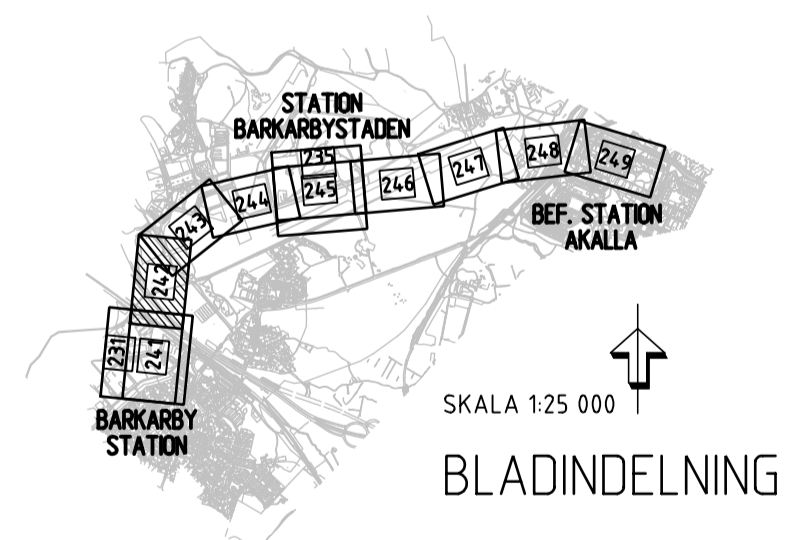 STATION
BARKARBYSTADEN
235
245
246
247
248
249
244
243
242
231
241
BEF. STATION
AKALLA
BARKARBY
STATION
SKALA 1:25 000
BLADINDELNING